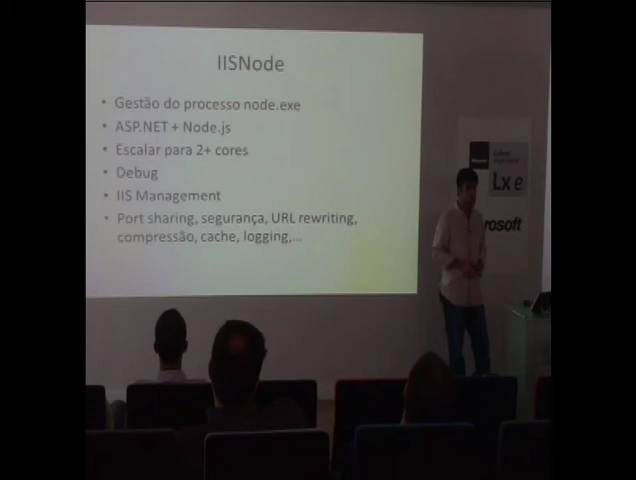 IISNode
• Gestão do processo node.exe
• ASP.NET + Node.js
• Escalar para 2+ cores
• Debug
• IIS Management
• Port sharing, segurança, URL rewriting,
compressão, cache, logging,...
Lx e
rosoft